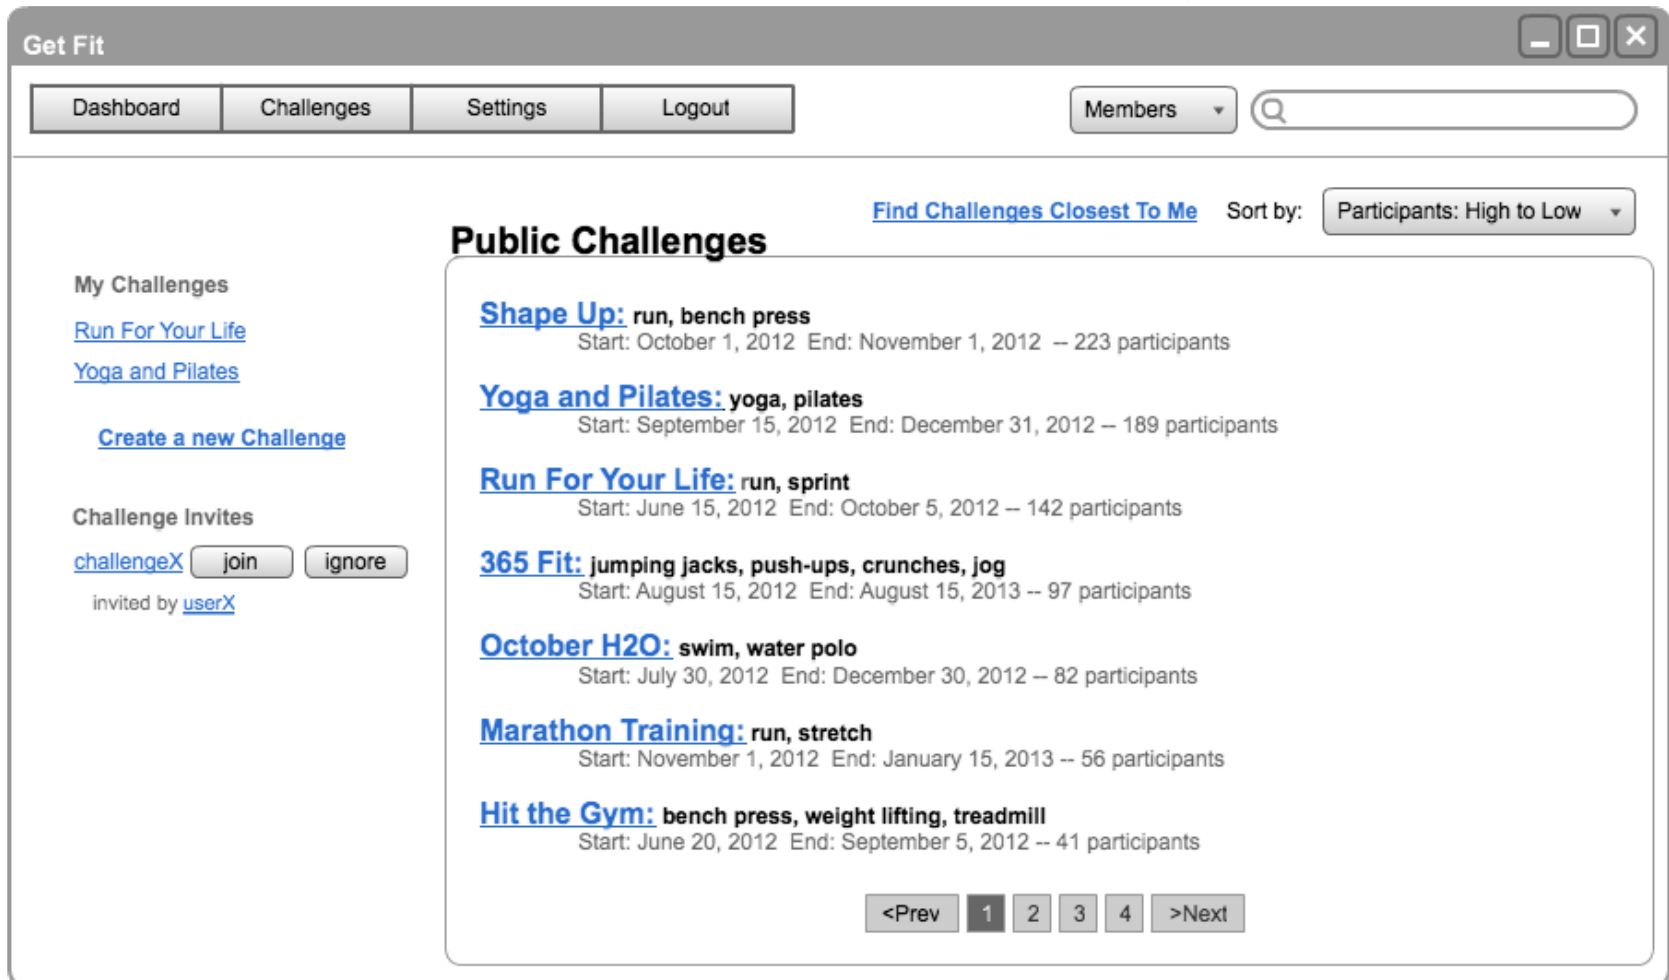 Get Fit
Dashboard Challenges Settings Logout Members
Find Challenges Closest To Me Sort by: Participants: High to Low
Public Challenges
My Challenges
Run For Your Life
Yoga and Pilates
Create a new Challenge
Challenge Invites
challengeX join ignore
invited by userX
Shape Up: run, bench press
Start: October 1, 2012 End: November 1, 2012 -- 223 participants
Yoga and Pilates: yoga, pilates
Start: September 15, 2012 End: December 31, 2012 -- 189 participants
Run For Your Life: run, sprint
Start: June 15, 2012 End: October 5, 2012 -- 142 participants
365 Fit: jumping jacks, push-ups, crunches, jog
Start: August 15, 2012 End: August 15, 2013 -- 97 participants
October H2O: swim, water polo
Start: July 30, 2012 End: December 30, 2012 -- 82 participants
Marathon Training: run, stretch
Start: November 1, 2012 End: January 15, 2013 -- 56 participants
Hit the Gym: bench press, weight lifting, treadmill
Start: June 20, 2012 End: September 5, 2012 -- 41 participants
<Prev 1 2 3 4 >Next